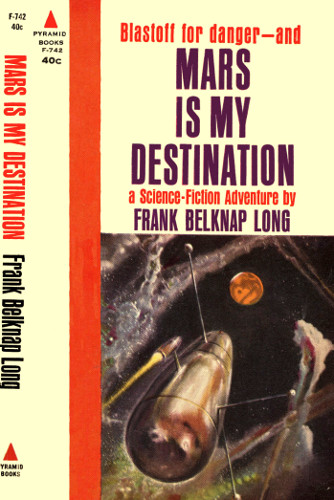 F-742
40c
MARS IS MY DESTINATION
Frank Belknap Long
PYRAMID
BOOKS
PYRAMID
BOOKS
F-742
40c
Blastoff for danger—and
MARS
IS MY
DESTINATION
a Science-Fiction Adventure by
FRANK BELKNAP LONG